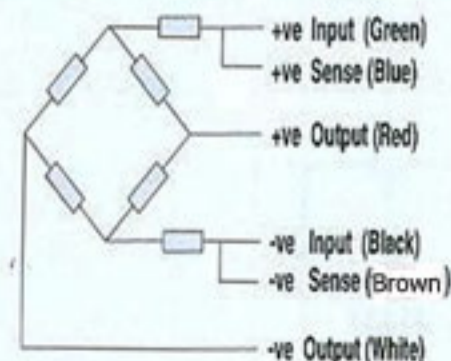 +ve Input (Green)
+ve Sense (Blue)
+ve Output (Red)
-ve Input (Black)
-ve Sense (Brown)
-ve Output (White)